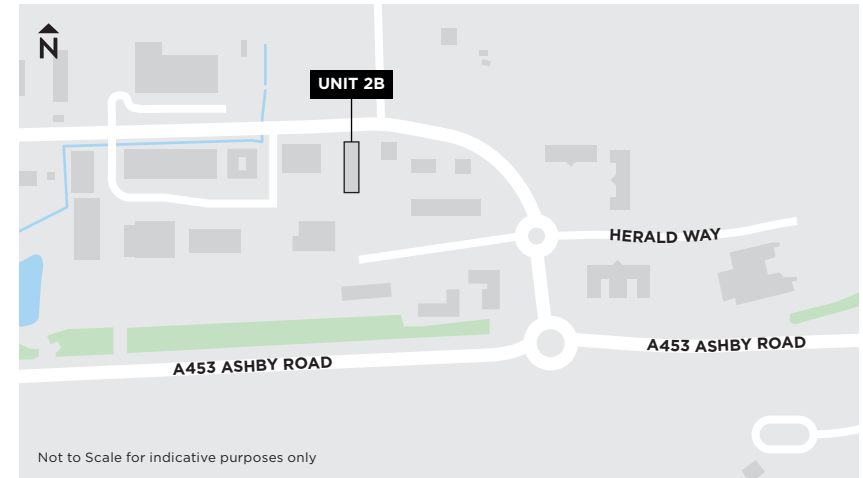 N
UNIT 2B
HERALD WAY
A453 ASHBY ROAD
A453 ASHBY ROAD
Not to Scale for indicative purposes only